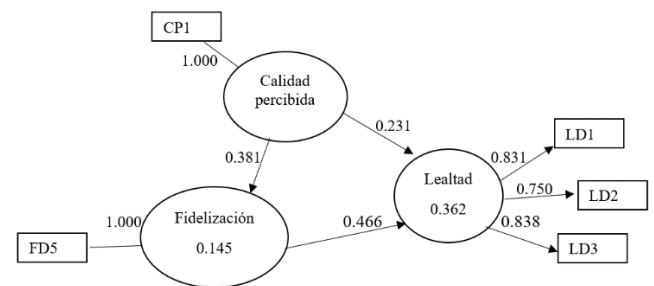 CP1
1.000
Calidad
percibida
0.231
LD1
0.381
0.831
Lealtad
0.750
LD2
0.362
1.000
Fidelización
0.466
0.838
FD5
0.145
LD3